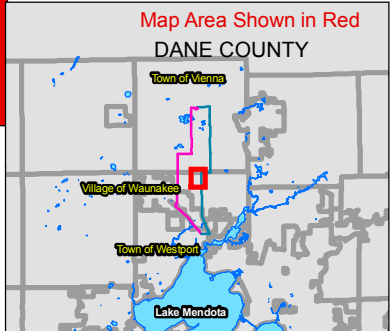 Map Area Shown in Red
DANE COUNTY
Town of Vienna
Village of Waunakee
Town of Westport
Lake Mendota